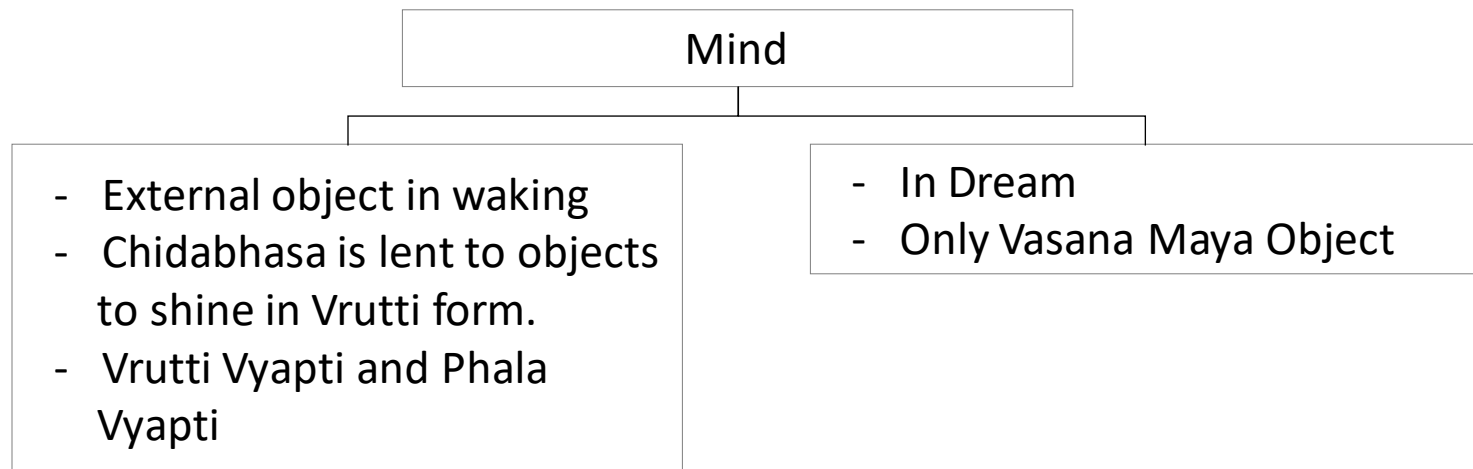 Mind
- External object in waking
- Chidabhasa is lent to objects
to shine in Vrutti form.
- Vrutti Vyapti and Phala
Vyapti
- In Dream
- Only Vasana Maya Object